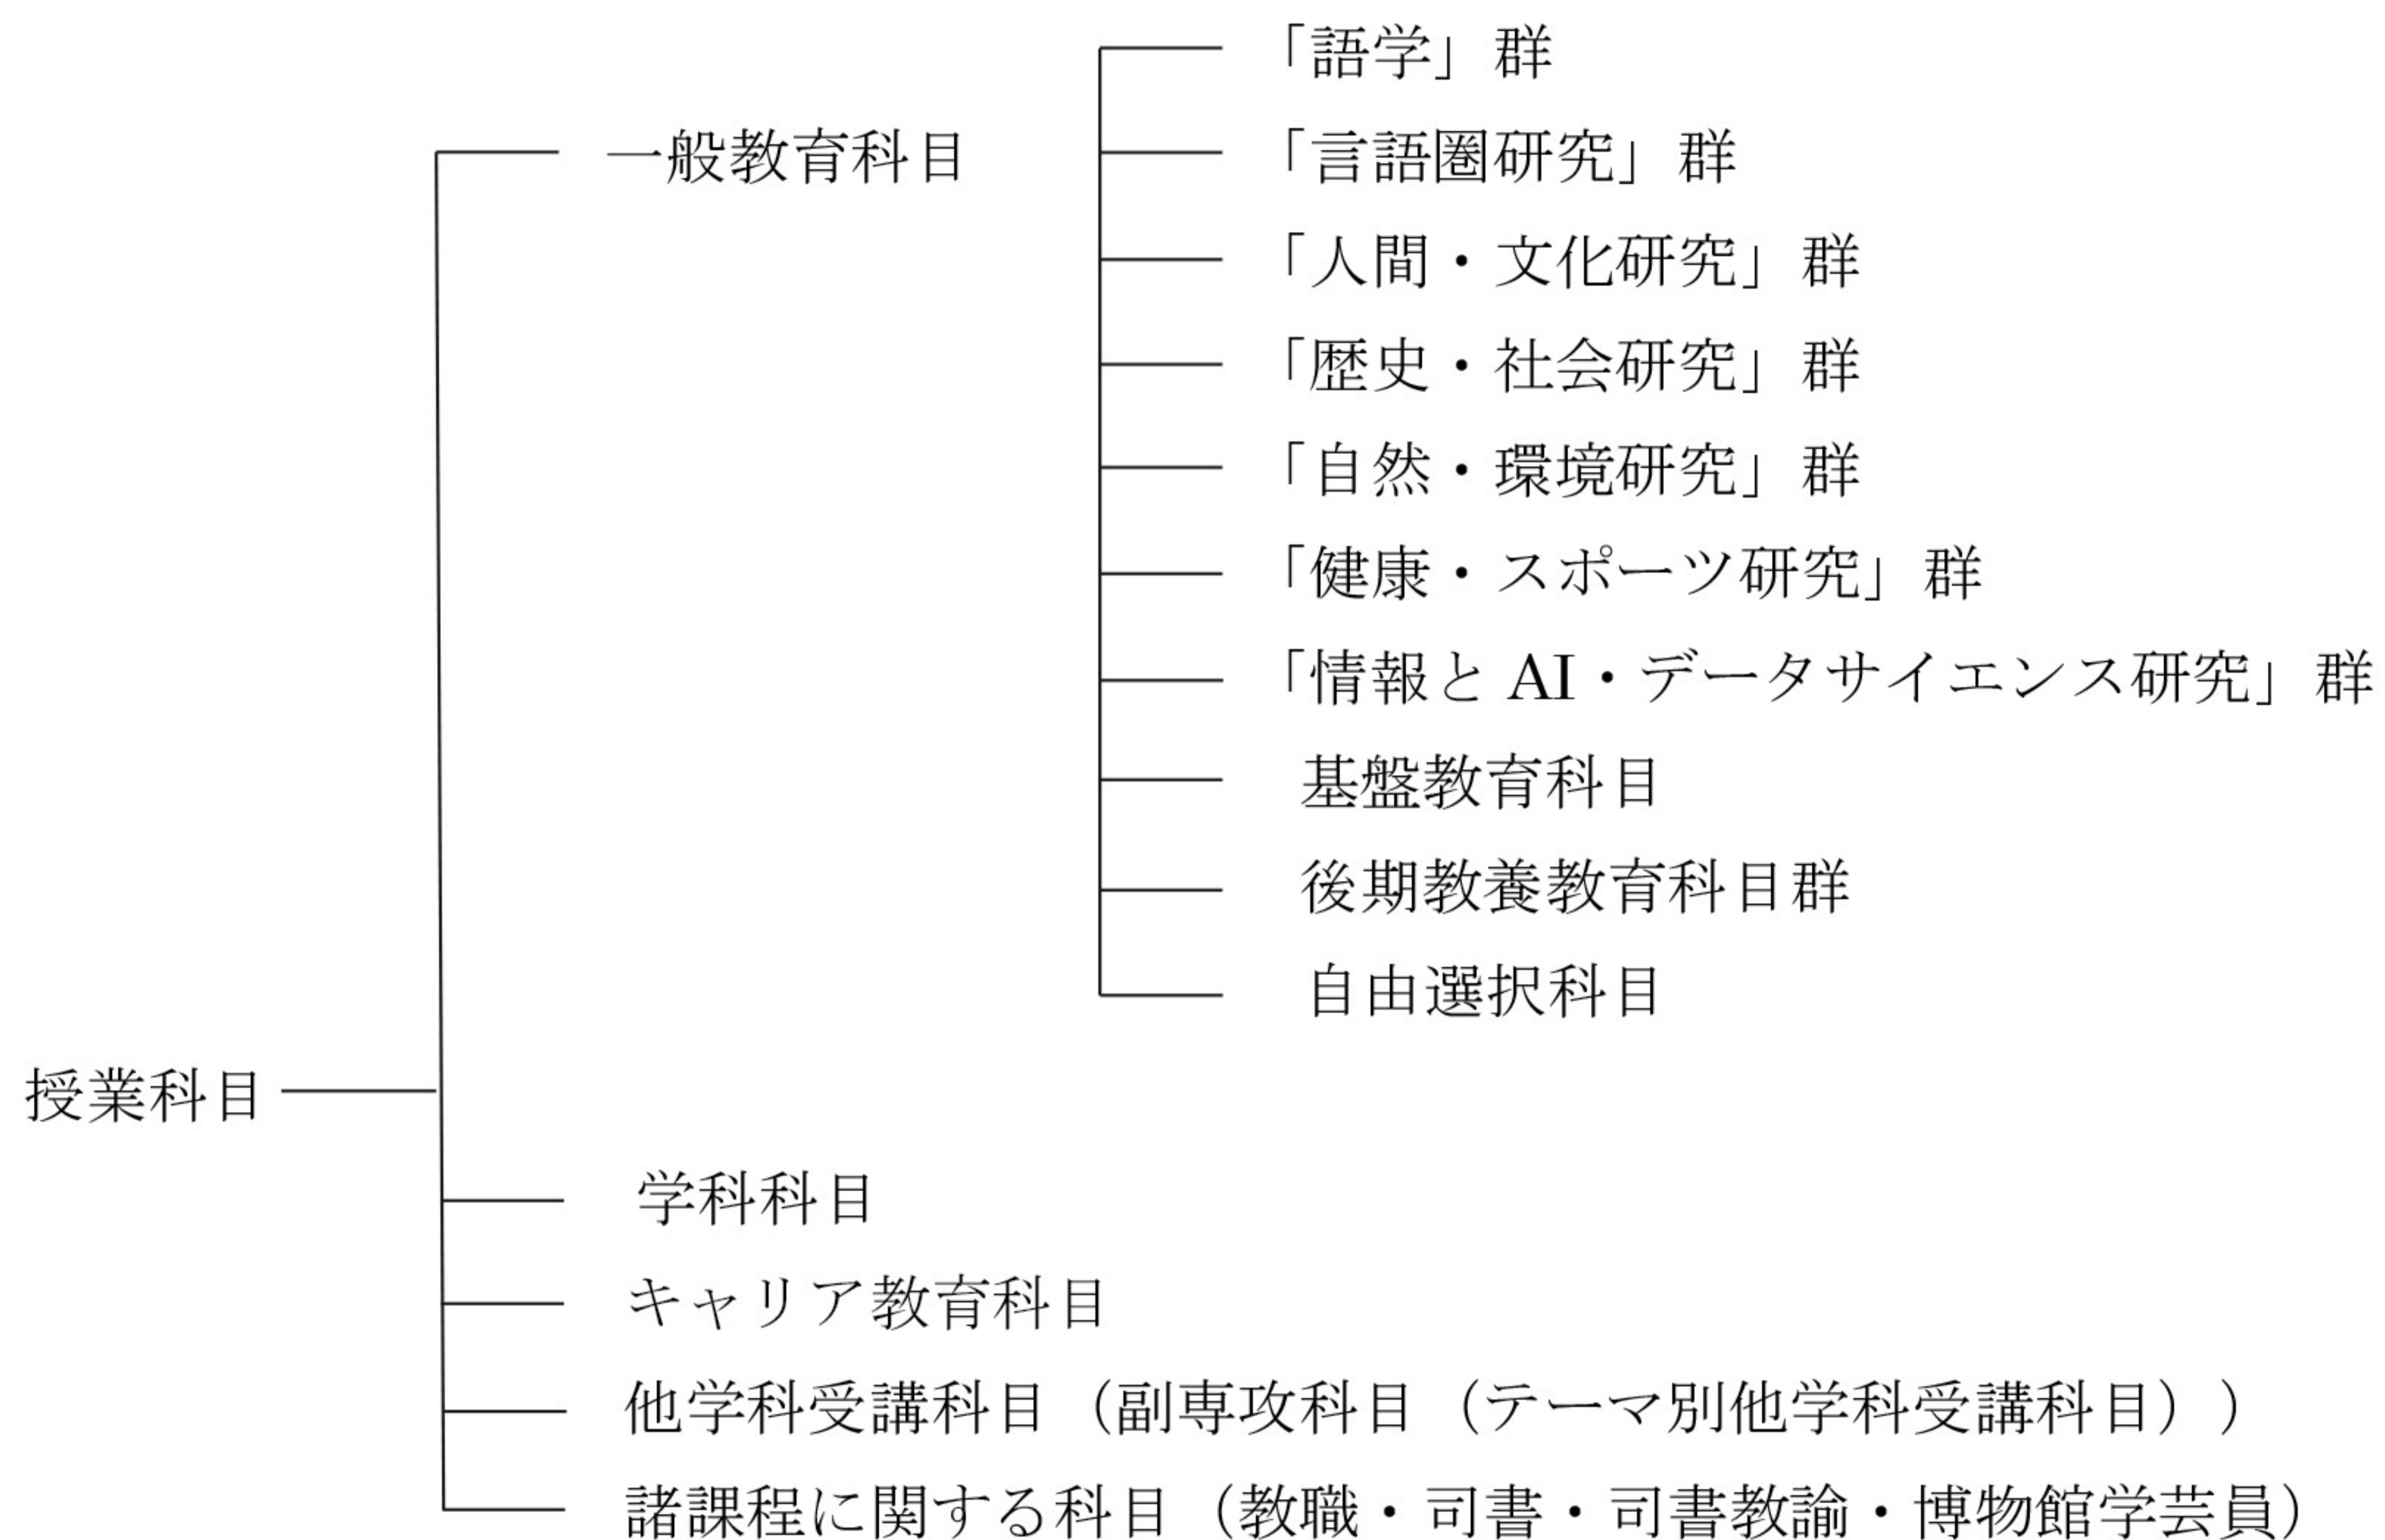 「語学」群
一般教育科目
「言語圏研究」群
「人間・文化研究」群
「歴史・社会研究」群
「自然・環境研究」群
「健康・スポーツ研究」群
「情報と AI・データサイエンス研究」群
基盤教育科目
後期教養教育科目群
自由選択科目
授業科目
学科科目
キャリア教育科目
他学科受講科目（副専攻科目（テーマ別他学科受講科目））
諸課程に関する科目（教職・司書・司書教諭・博物館学芸員）